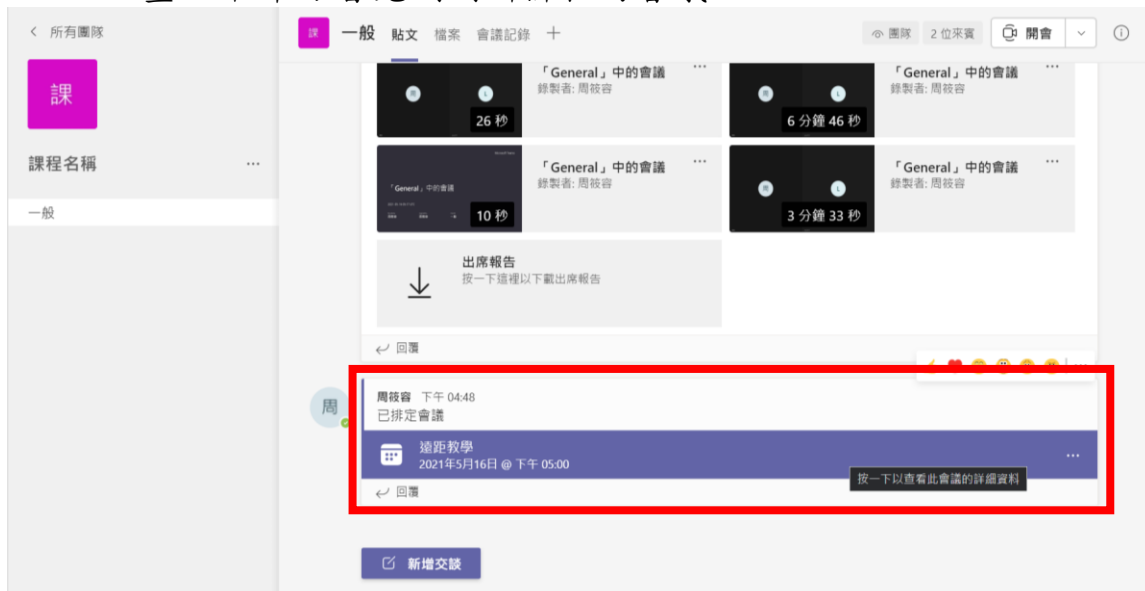 所有團隊
課
課程名稱
一般
課 一般 貼文 檔案 會議記錄
團隊 2 位來賓 開會
「General」中的會議
錄製者: 周筱容
26 秒
「General」中的會議
錄製者: 周筱容
6 分鐘 46 秒
「General」中的會議
「General」中的會議
錄製者: 周筱容
10 秒
「General」中的會議
錄製者: 周筱容
3 分鐘 33 秒
出席報告
按一下這裡以下載出席報告
回覆
周
周筱容 下午 04:48
已排定會議
遠距教學
2021年5月16日 @ 下午 05:00
按一下以查看此會議的詳細資料
回覆
新增交談